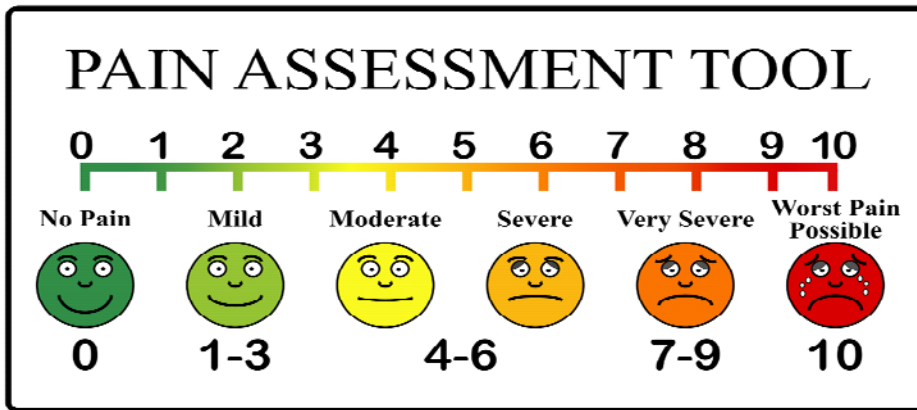 PAIN ASSESSMENT TOOL
0 1 2 3 4 5 6 7 8 9 10
No Pain Mild Moderate Severe Very Severe Worst Pain
Possible
0 1-3 4-6 7-9 10